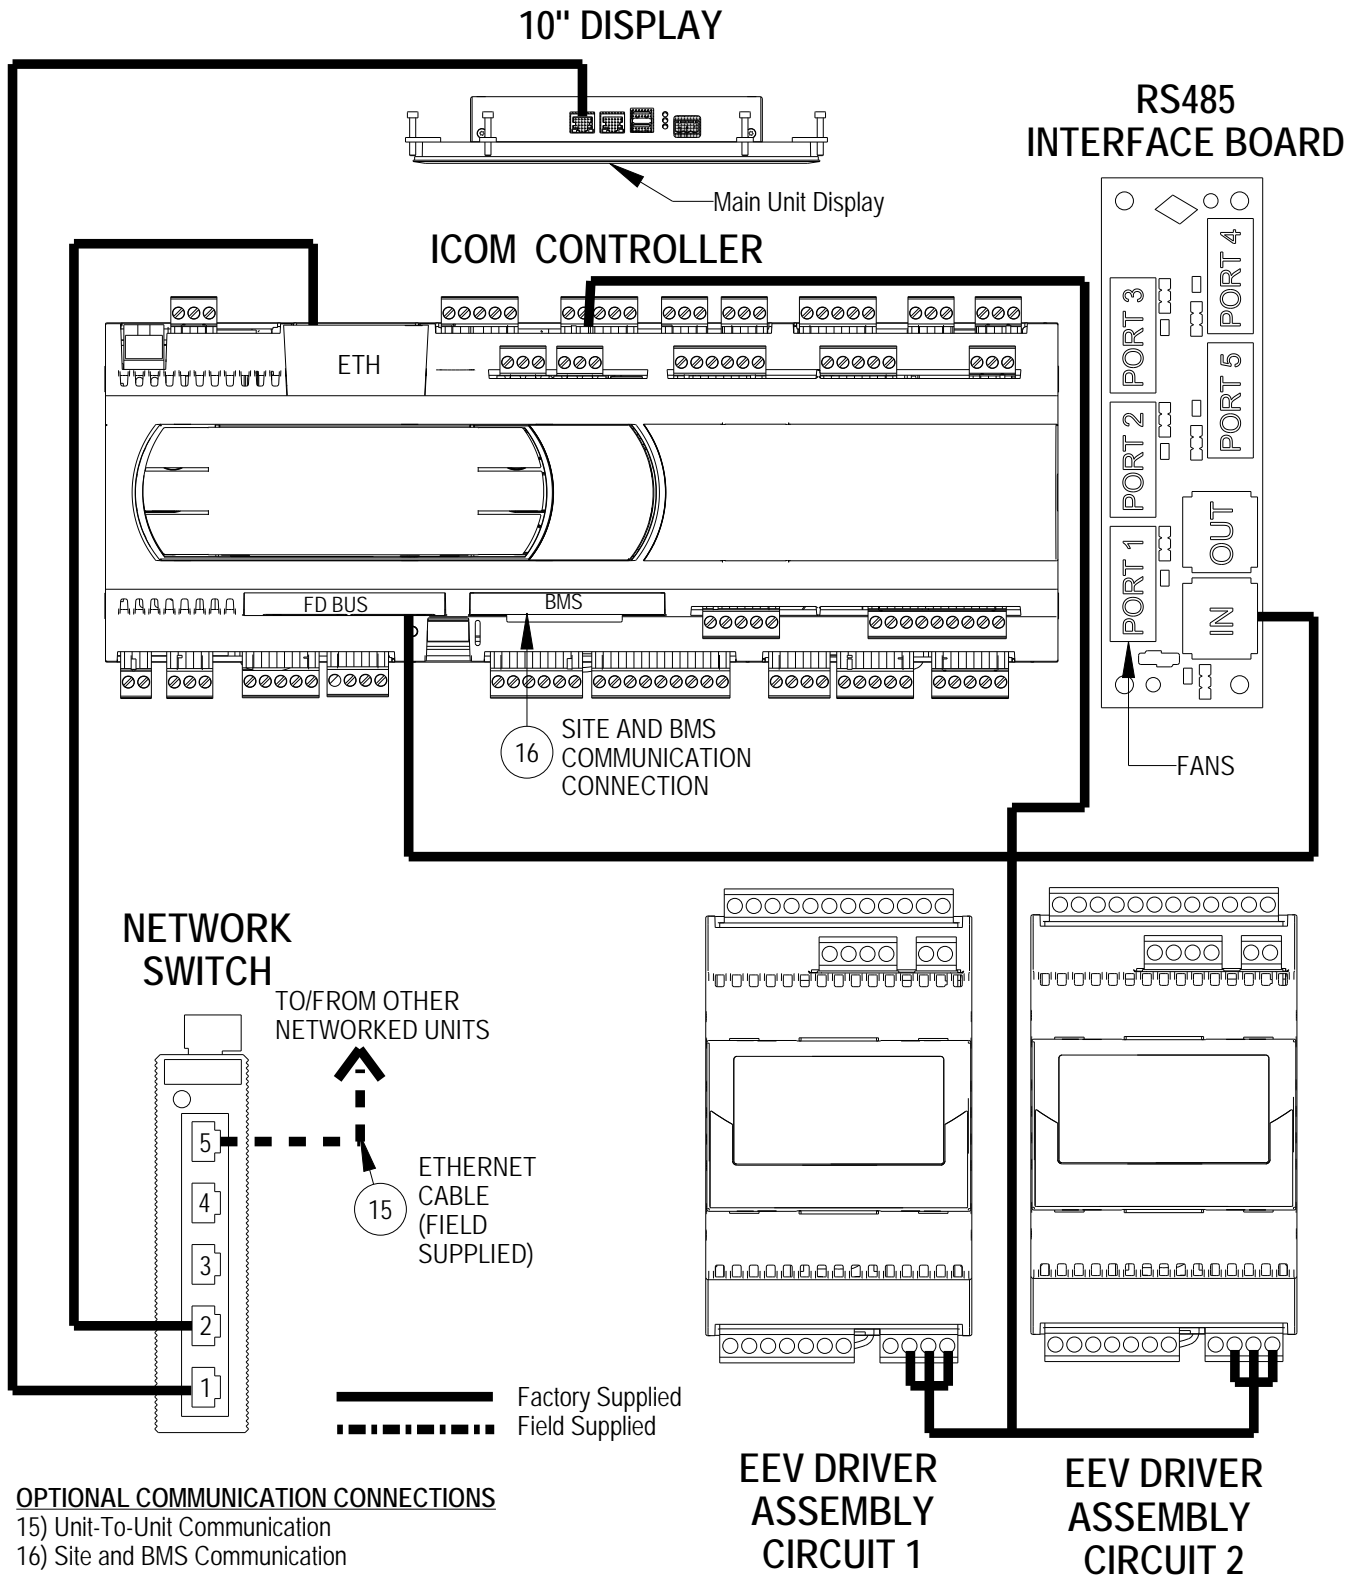 10" DISPLAY
RS485
INTERFACE BOARD
Main Unit Display
ICOM CONTROLLER
ETH
PORT 4
PORT 3
PORT 5
PORT 2
OUT
PORT 1
IN
FD BUS
BMS
16
SITE AND BMS
COMMUNICATION
CONNECTION
FANS
NETWORK
SWITCH
TO/FROM OTHER
NETWORKED UNITS
5
4
3
2
1
15
ETHERNET
CABLE
(FIELD
SUPPLIED)
Factory Supplied
Field Supplied
EEV DRIVER
ASSEMBLY
CIRCUIT 1
EEV DRIVER
ASSEMBLY
CIRCUIT 2
OPTIONAL COMMUNICATION CONNECTIONS
15) Unit-To-Unit Communication
16) Site and BMS Communication